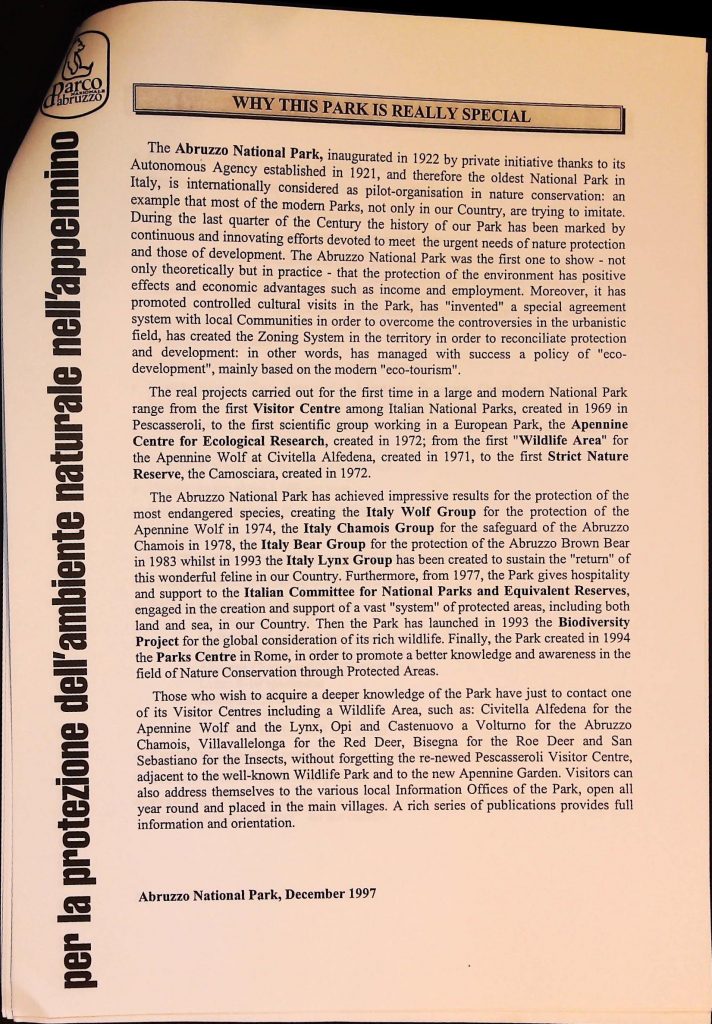 Parco
NAZIONALE
d'abruzzo
per la protezione dell'ambiente naturale nell'appennino
WHY THIS PARK IS REALLY SPECIAL
The Abruzzo National Park, inaugurated in 1922 by private initiative thanks to its
Autonomous Agency established in 1921, and therefore the oldest National Park in
Italy, is internationally considered as pilot-organisation in nature conservation: an
example that most of the modern Parks, not only in our Country, are trying to imitate.
During the last quarter of the Century the history of our Park has been marked by
continuous and innovating efforts devoted to meet the urgent needs of nature protection
and those of development. The Abruzzo National Park was the first one to show - not
only theoretically but in practice - that the protection of the environment has positive
effects and economic advantages such as income and employment. Moreover, it has
promoted controlled cultural visits in the Park, has "invented" a special agreement
system with local Communities in order to overcome the controversies in the urbanistic
field, has created the Zoning System in the territory in order to reconciliate protection
and development: in other words, has managed with success a policy of "eco-
development", mainly based on the modern "eco-tourism".
The real projects carried out for the first time in a large and modern National Park
range from the first Visitor Centre among Italian National Parks, created in 1969 in
Pescasseroli, to the first scientific group working in a European Park, the Apennine
Centre for Ecological Research, created in 1972; from the first "Wildlife Area" for
the Apennine Wolf at Civitella Alfedena, created in 1971, to the first Strict Nature
Reserve, the Camosciara, created in 1972.
The Abruzzo National Park has achieved impressive results for the protection of the
most endangered species, creating the Italy Wolf Group for the protection of the
Apennine Wolf in 1974, the Italy Chamois Group for the safeguard of the Abruzzo
Chamois in 1978, the Italy Bear Group for the protection of the Abruzzo Brown Bear
in 1983 whilst in 1993 the Italy Lynx Group has been created to sustain the "return" of
this wonderful feline in our Country. Furthermore, from 1977, the Park gives hospitality
and support to the Italian Committee for National Parks and Equivalent Reserves,
engaged in the creation and support of a vast "system" of protected areas, including both
land and sea, in our Country. Then the Park has launched in 1993 the Biodiversity
Project for the global consideration of its rich wildlife. Finally, the Park created in 1994
the Parks Centre in Rome, in order to promote a better knowledge and awareness in the
field of Nature Conservation through Protected Areas.
Those who wish to acquire a deeper knowledge of the Park have just to contact one
of its Visitor Centres including a Wildlife Area, such as: Civitella Alfedena for the
Apennine Wolf and the Lynx, Opi and Castenuovo a Volturno for the Abruzzo
Chamois, Villavallelonga for the Red Deer, Bisegna for the Roe Deer and San
Sebastiano for the Insects, without forgetting the re-newed Pescasseroli Visitor Centre,
adjacent to the well-known Wildlife Park and to the new Apennine Garden. Visitors can
also address themselves to the various local Information Offices of the Park, open all
year round and placed in the main villages. A rich series of publications provides full
information and orientation.
Abruzzo National Park, December 1997